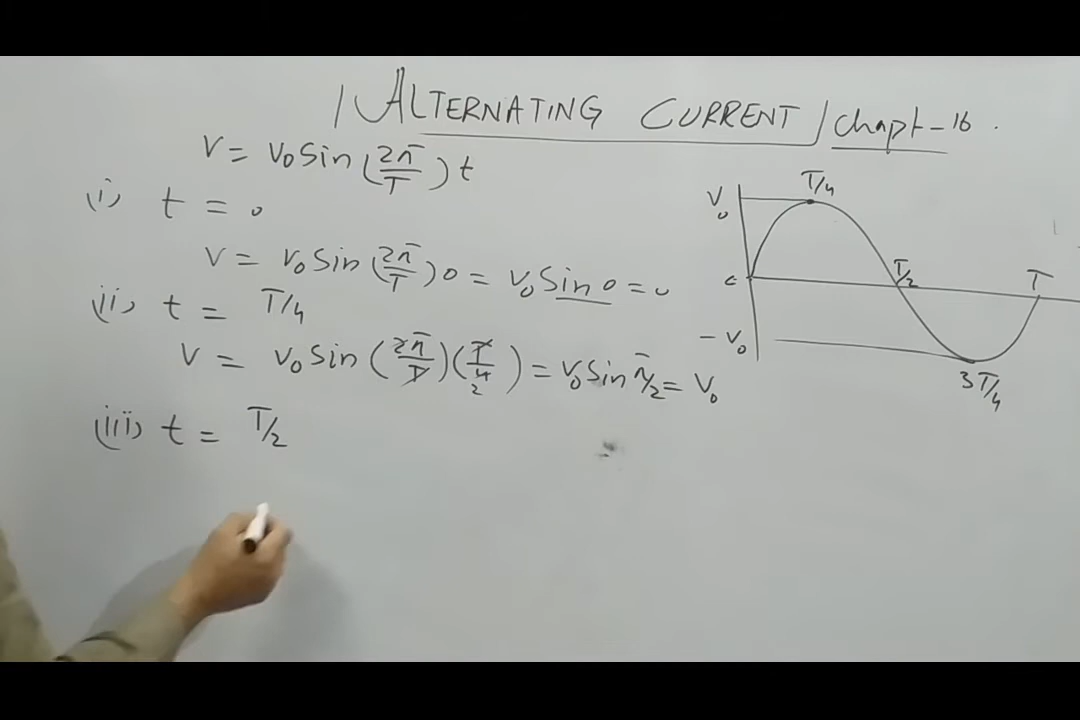 ALTERNATING CURRENT / Chapt-16.
V = V₀ Sin (2π/T) t
(i) t = 0
V = V₀ Sin (2π/T) 0 = V₀ Sin 0 = 0
(ii) t = T/4
V = V₀ Sin (2π/T) (T/4 2) = V₀ Sin π/2 = V₀
(iii) t = T/2
T/4
V₀
0
T/2
T
-V₀
3T/4